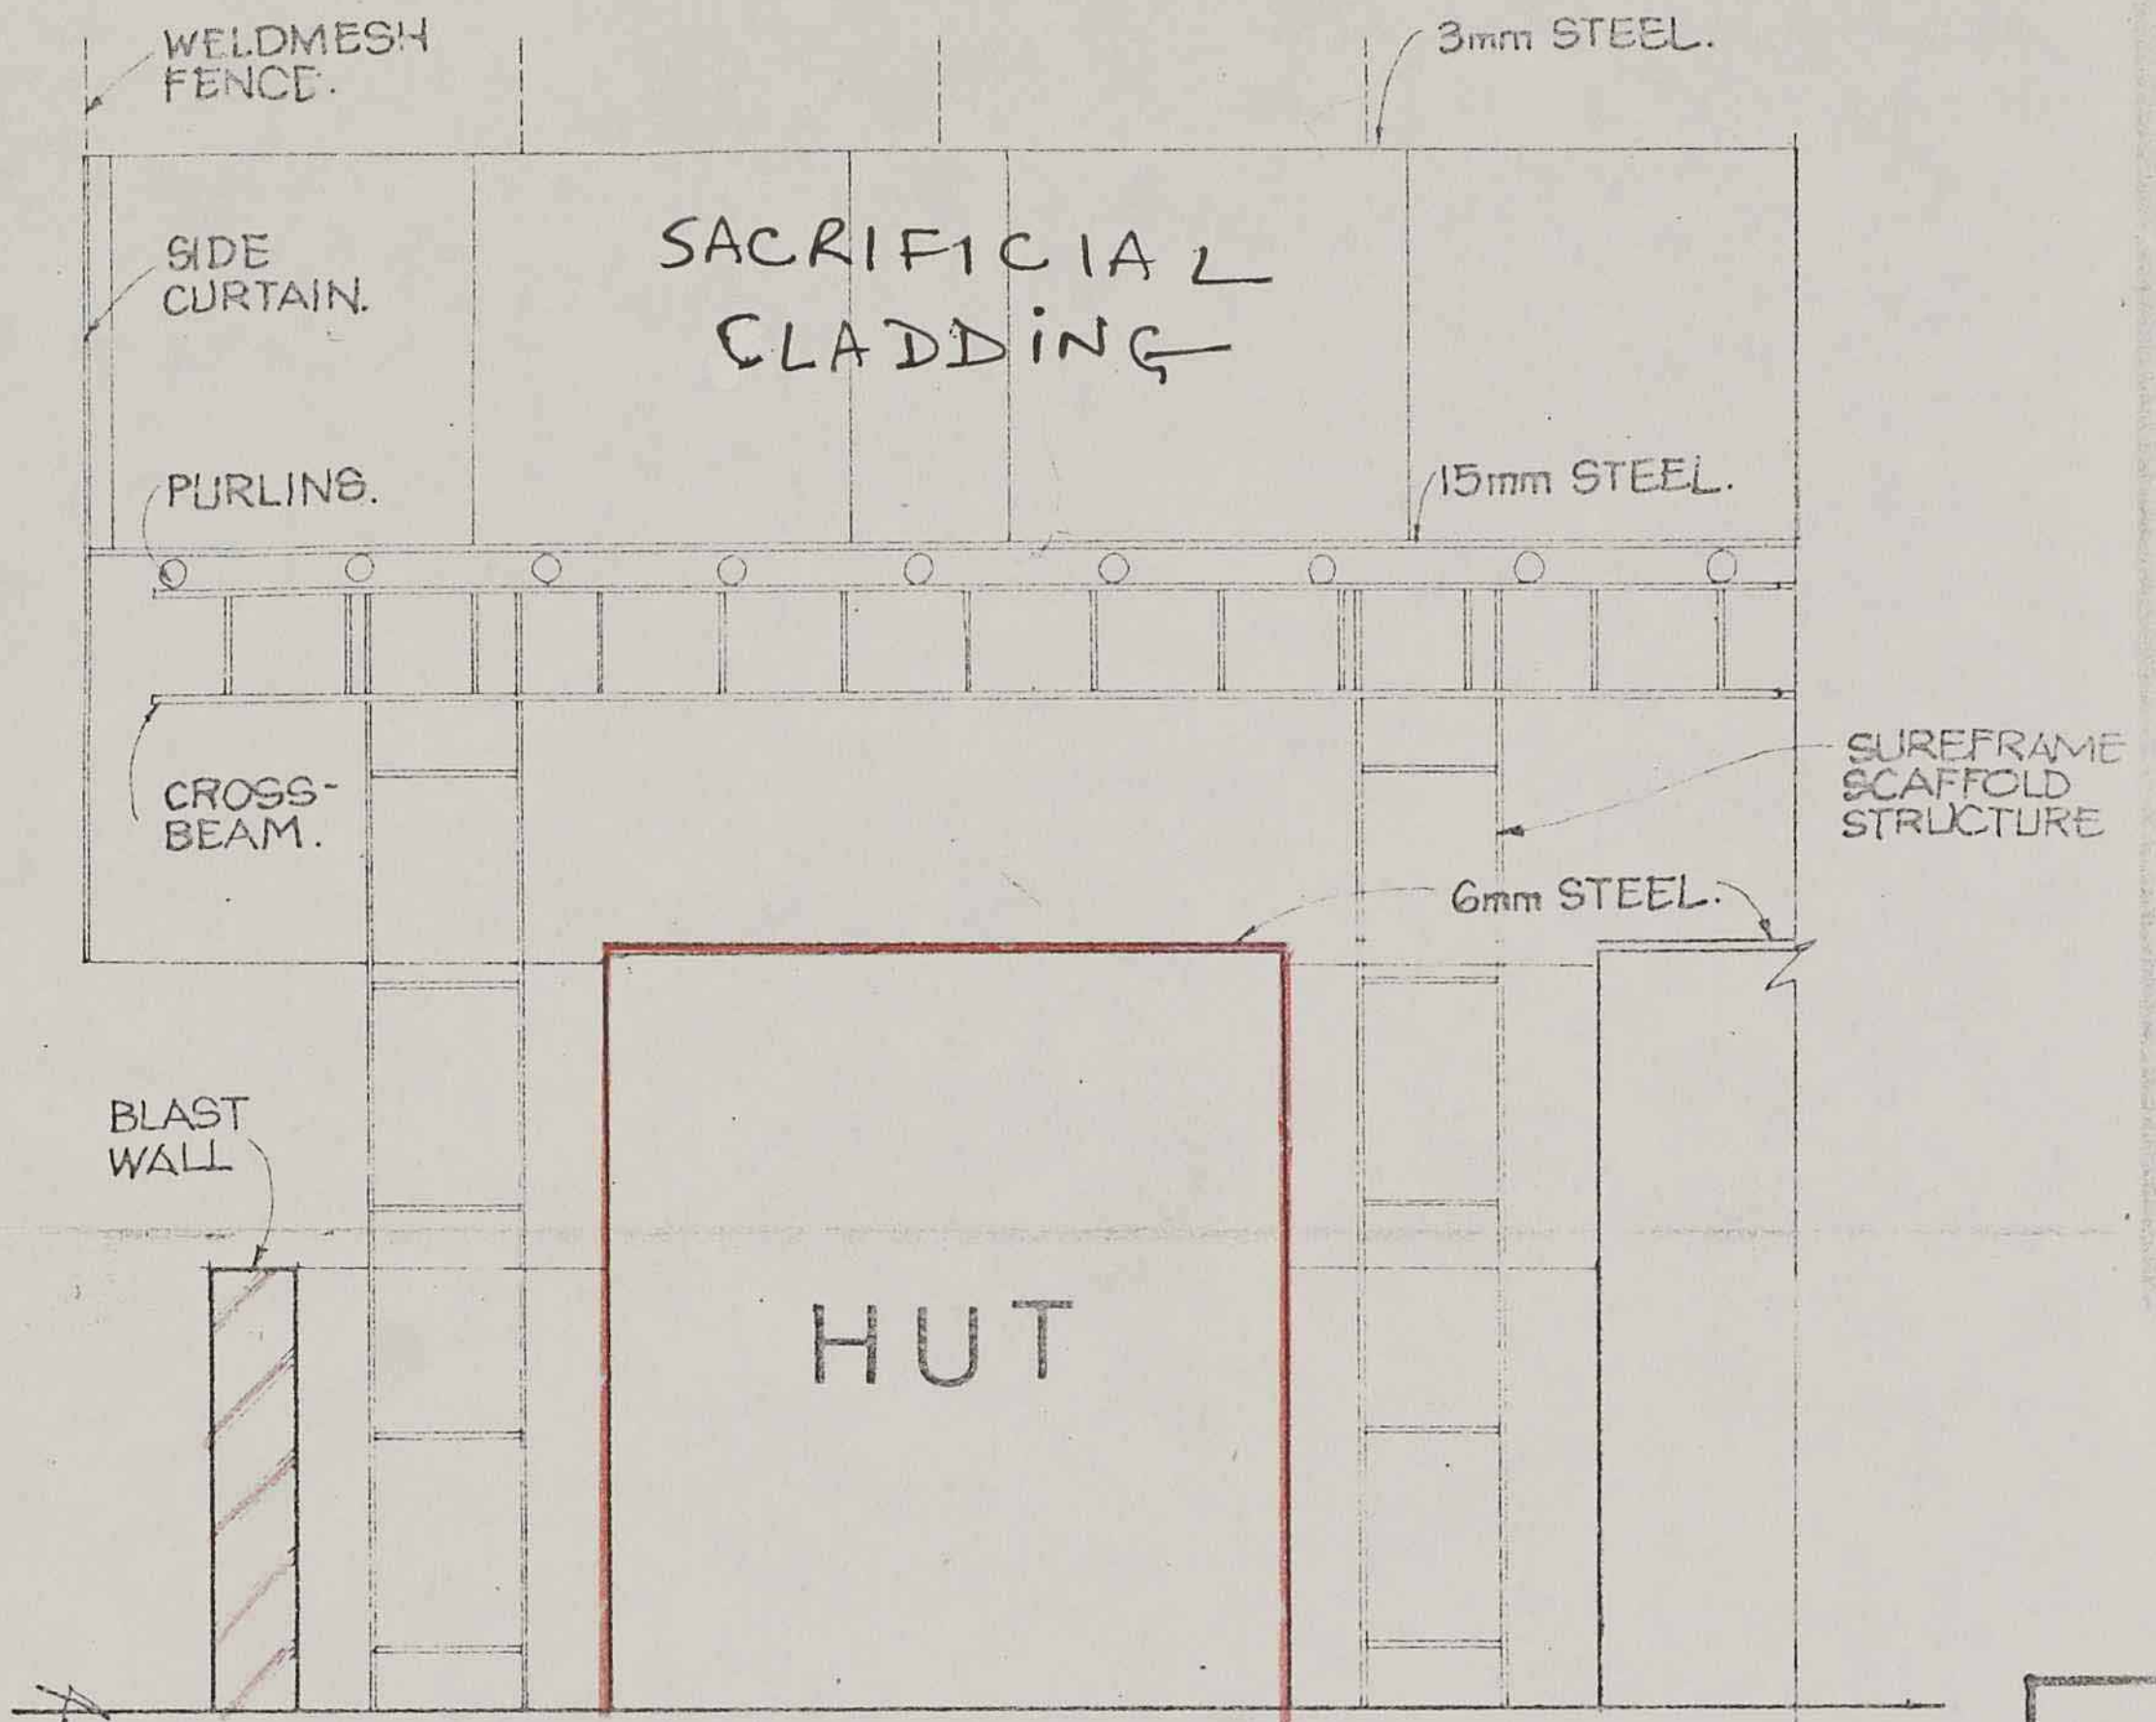 WELDMESH
FENCE.
3mm STEEL.
SACRIFICIAL
CLADDING
SIDE
CURTAIN.
PURLINS.
15mm STEEL.
CROSS-
BEAM.
SUREFRAME
SCAFFOLD
STRUCTURE
6mm STEEL.
BLAST
WALL
HUT